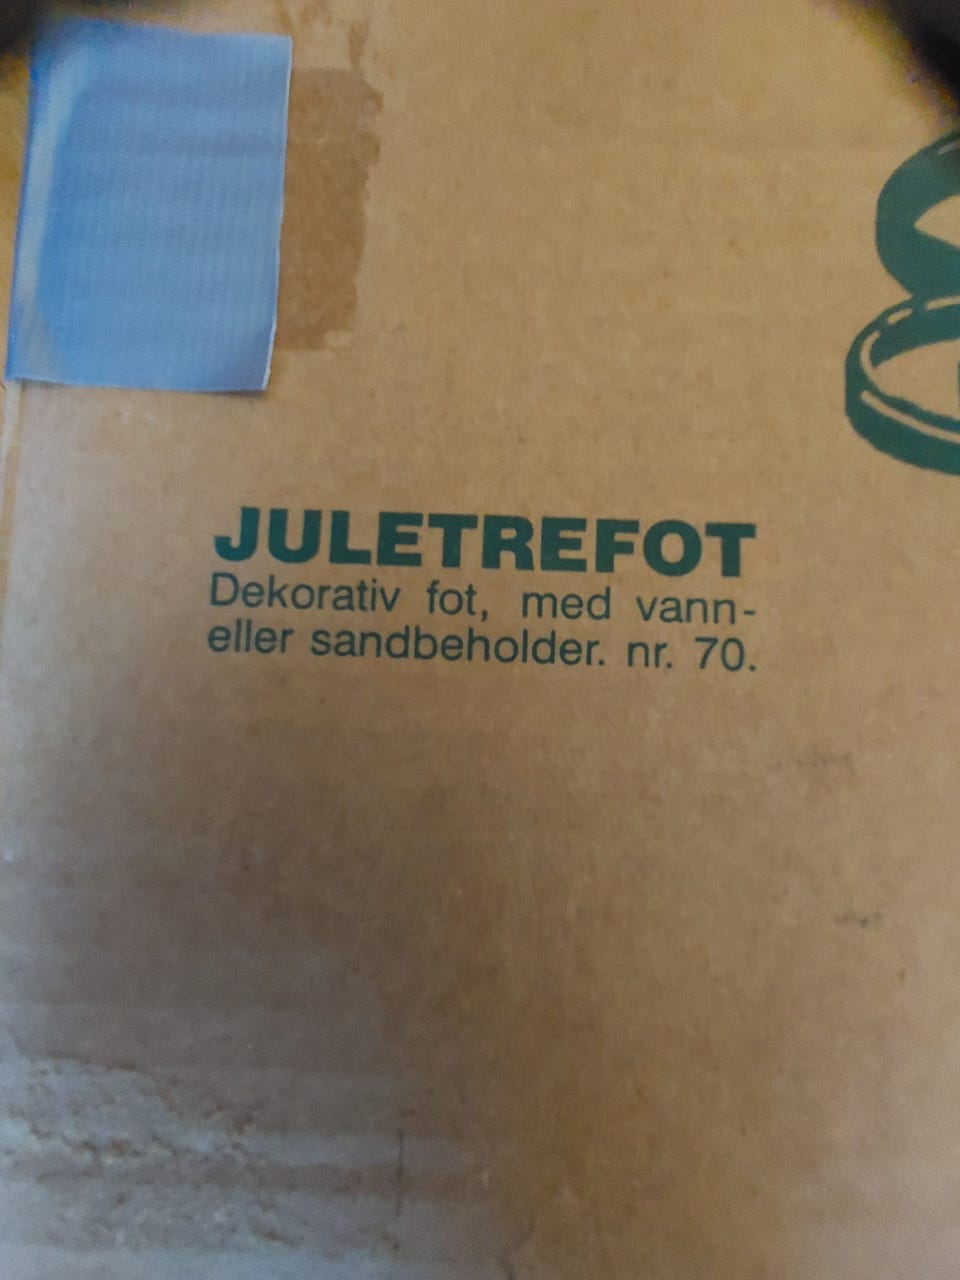 JULETREFOT
Dekorativ fot, med vann-
eller sandbeholder. nr. 70.